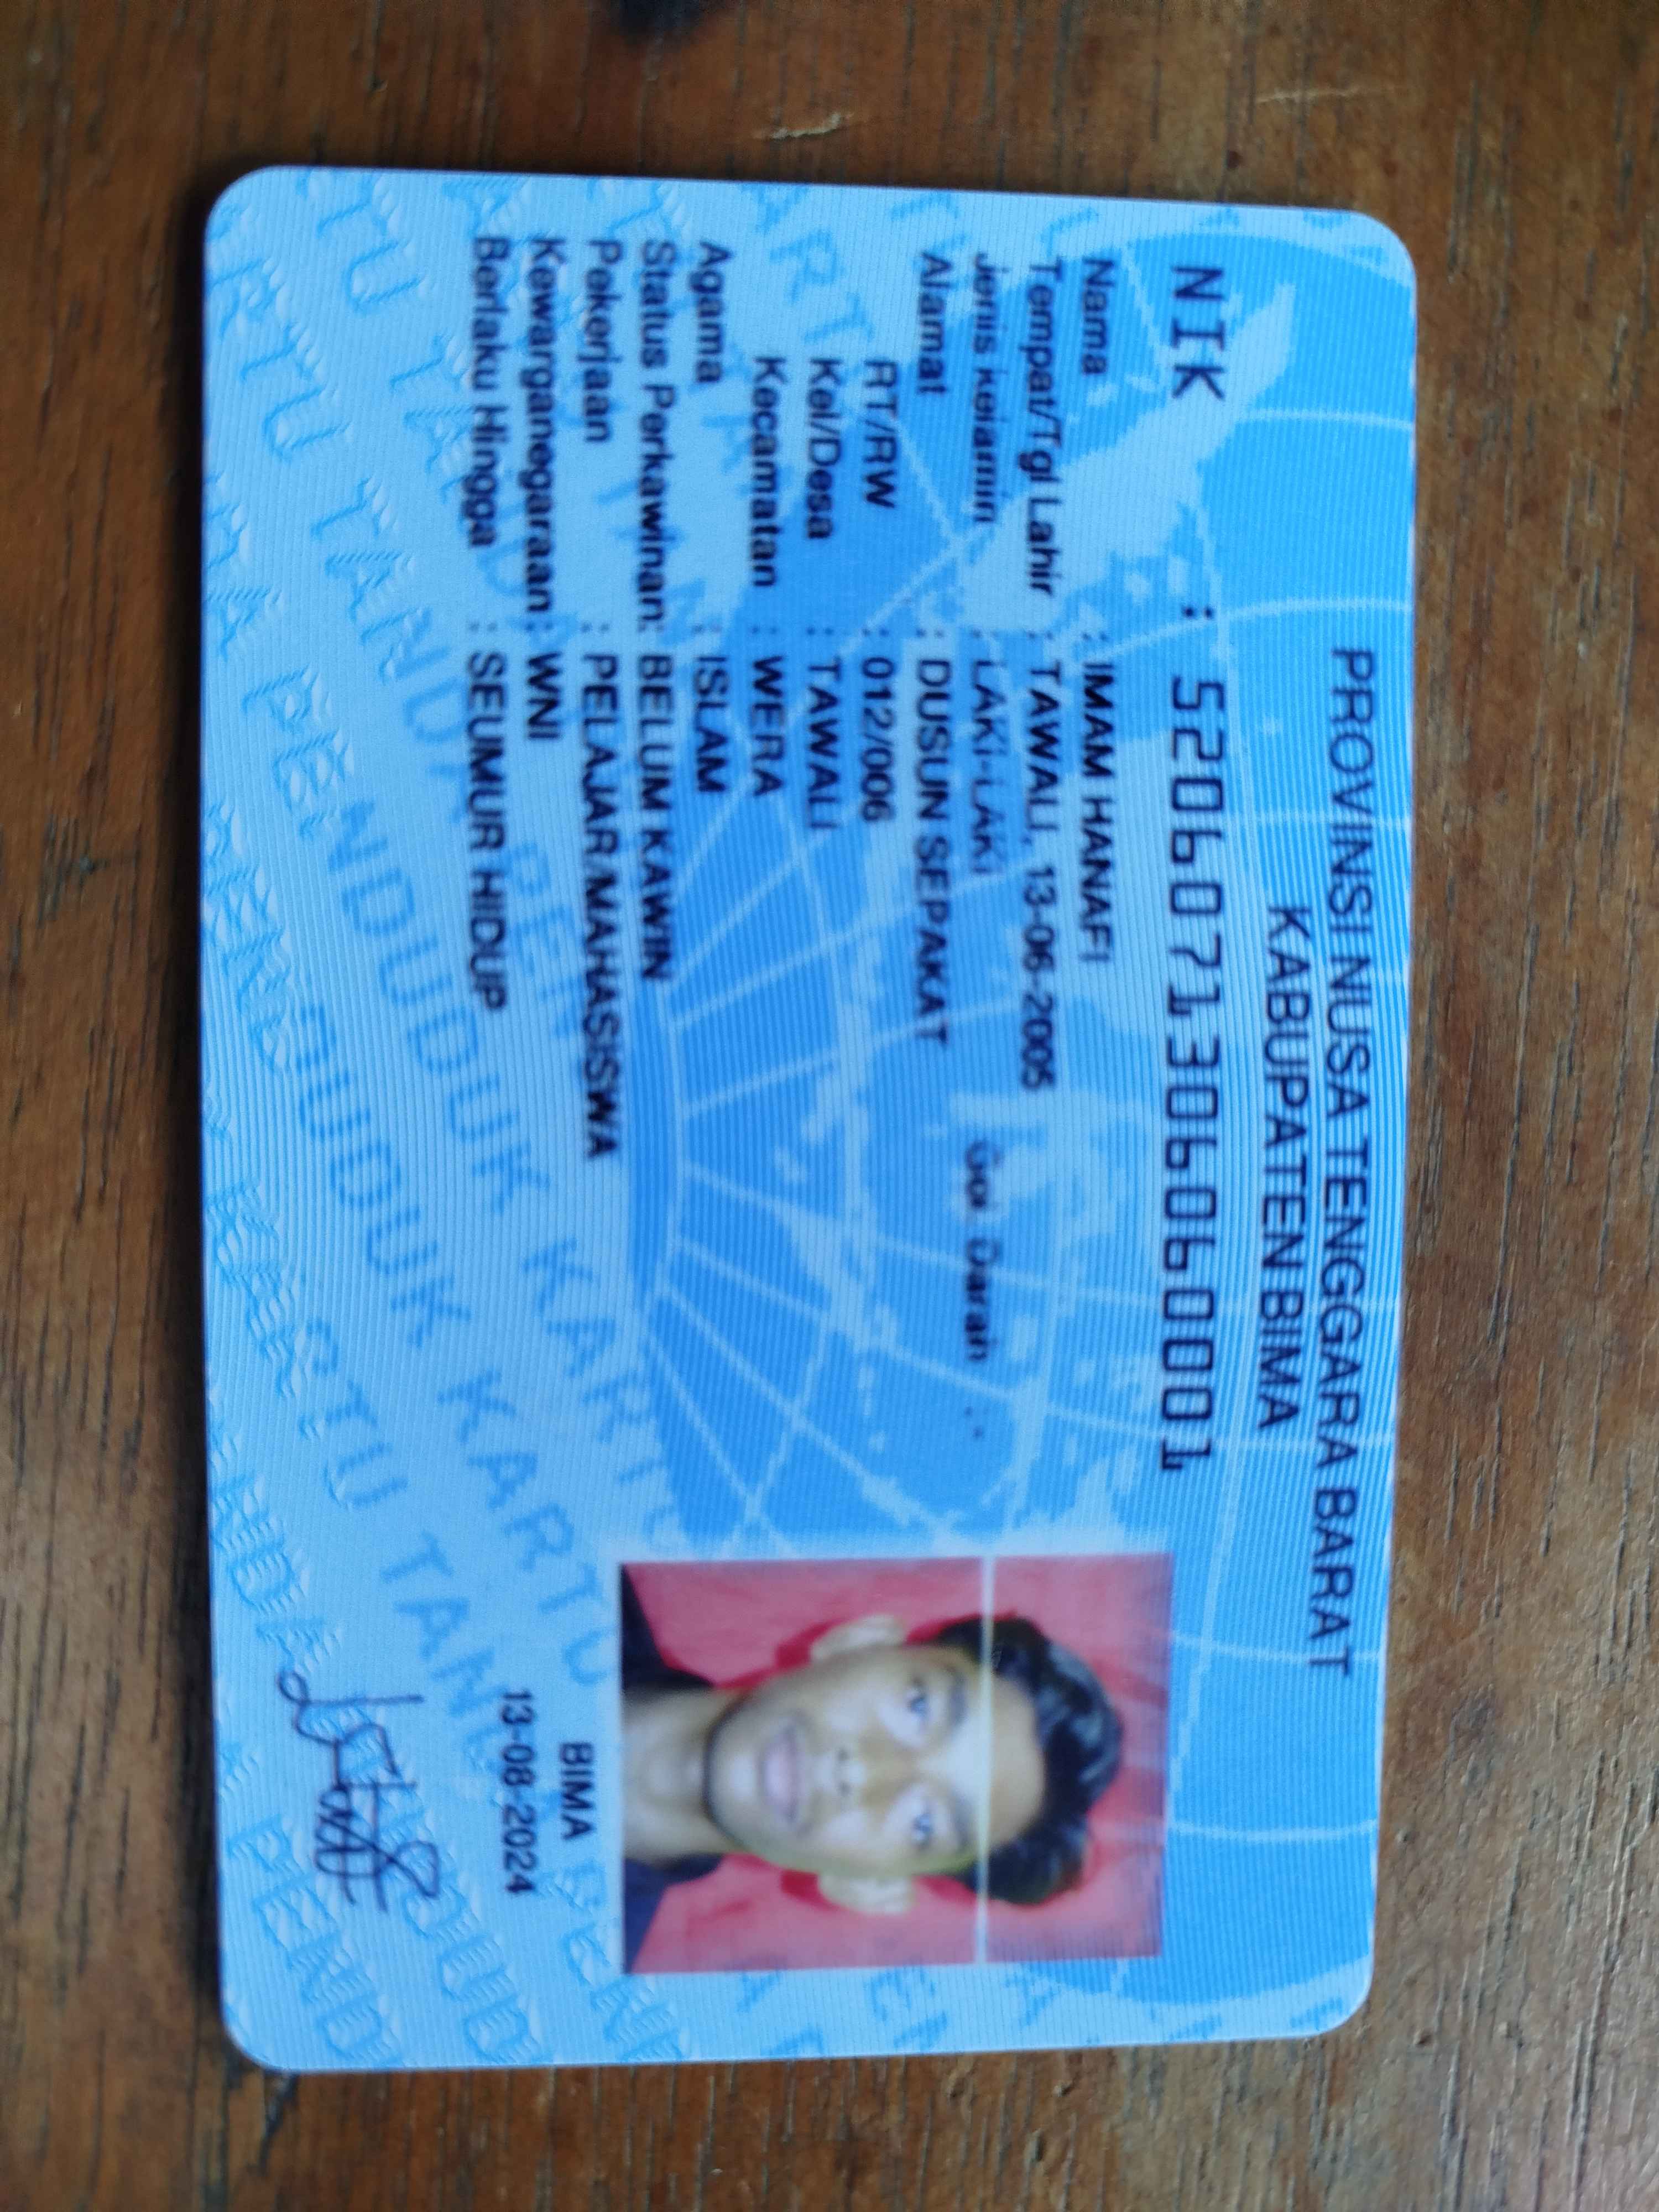 PROVINSI NUSA TENGGARA BARAT
KABUPATEN BIMA
NIK : 5206071306060001
Nama : IMAM HANAFI
Tempat/Tgl Lahir : TAWALI, 13-06-2005
Jenis Kelamin : LAKI-LAKI Gol. Darah : -
Alamat : DUSUN SEPAKAT
RT/RW : 012/006
Kel/Desa : TAWALI
Kecamatan : WERA
Agama : ISLAM
Status Perkawinan: BELUM KAWIN
Pekerjaan : PELAJAR/MAHASISWA
Kewarganegaraan: WNI
Berlaku Hingga : SEUMUR HIDUP
BIMA
13-08-2024